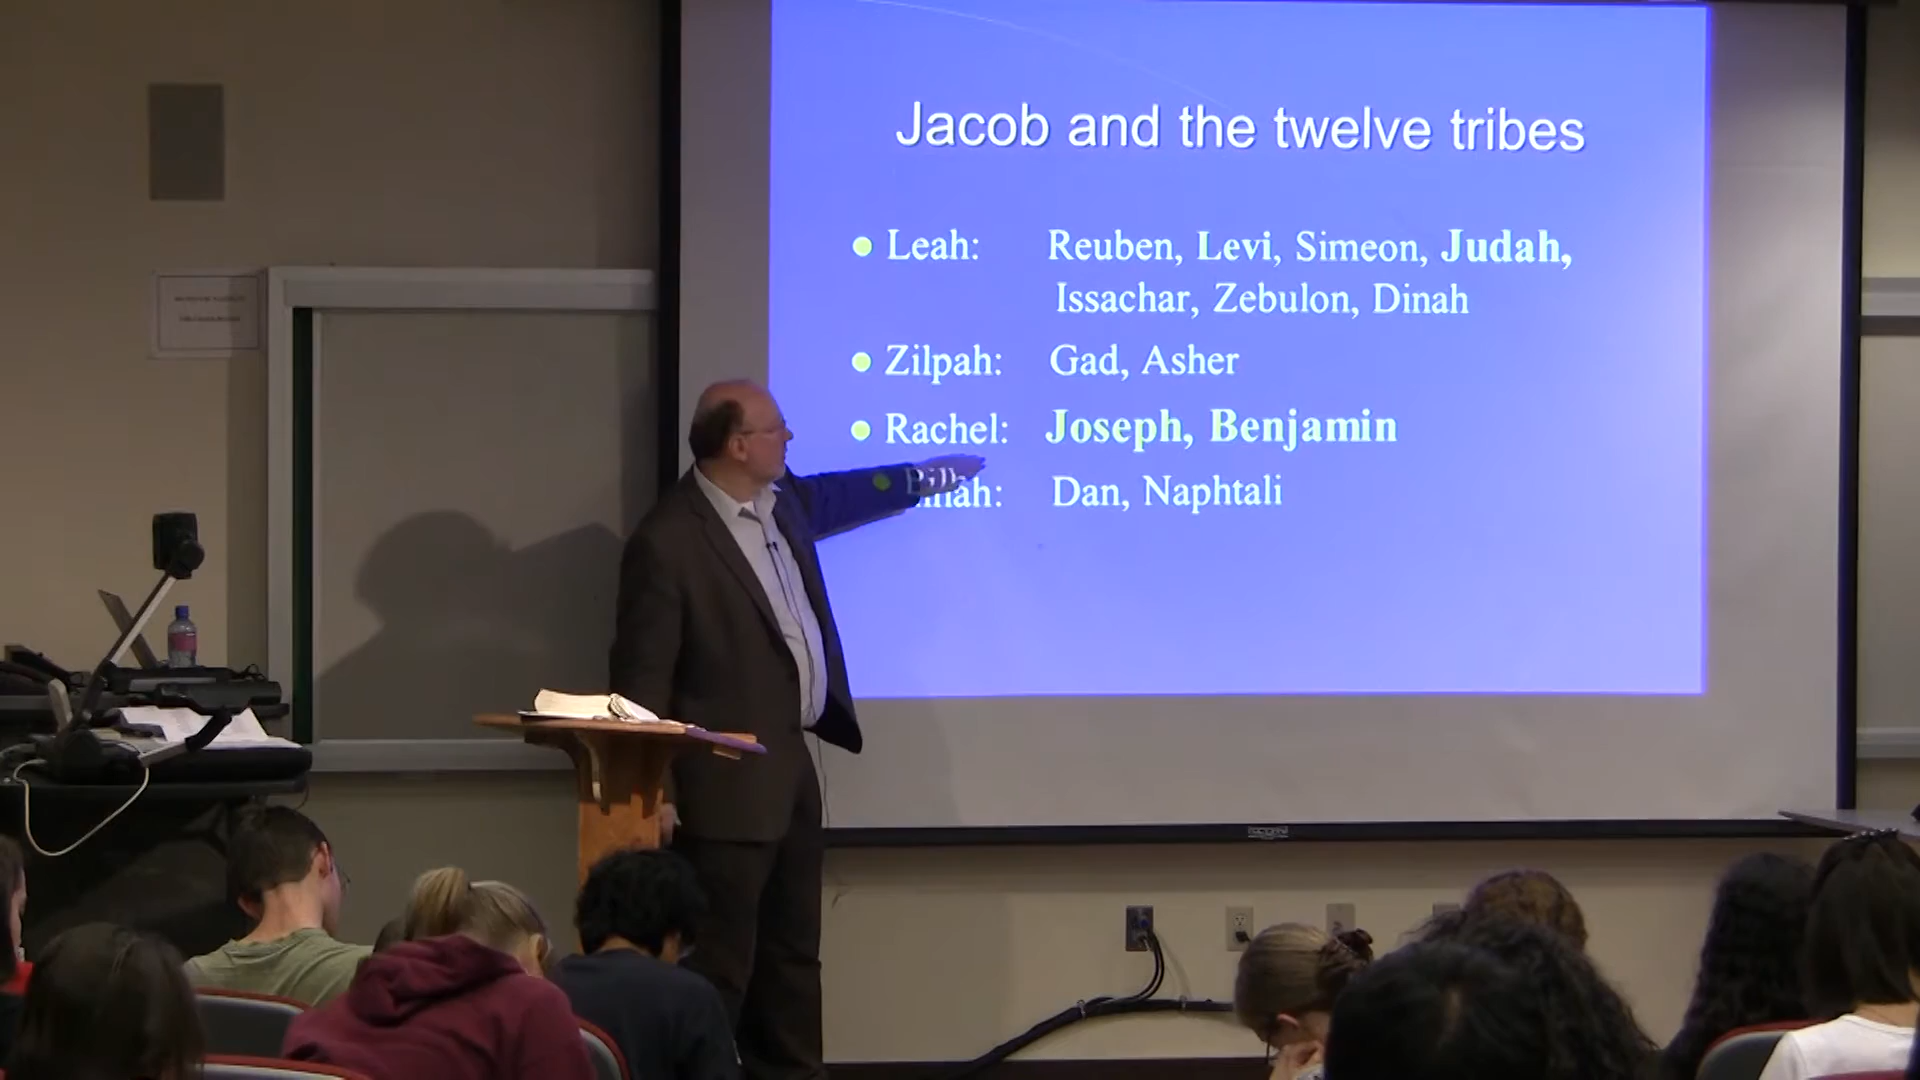 Jacob and the twelve tribes
Leah: Reuben, Levi, Simeon, Judah,
Issachar, Zebulon, Dinah
Zilpah: Gad, Asher
Rachel: Joseph, Benjamin
Bilhah: Dan, Naphtali